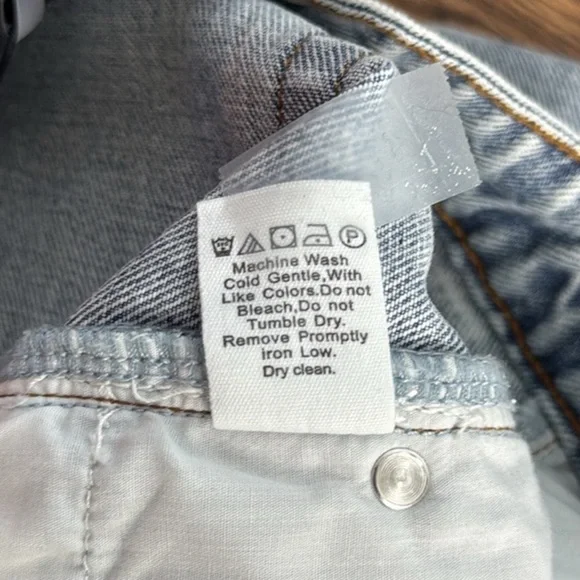 P
Machine Wash
Cold Gentle,With
Like Colors.Do not
Bleach,Do not
Tumble Dry.
Remove Promptly
iron Low.
Dry clean.